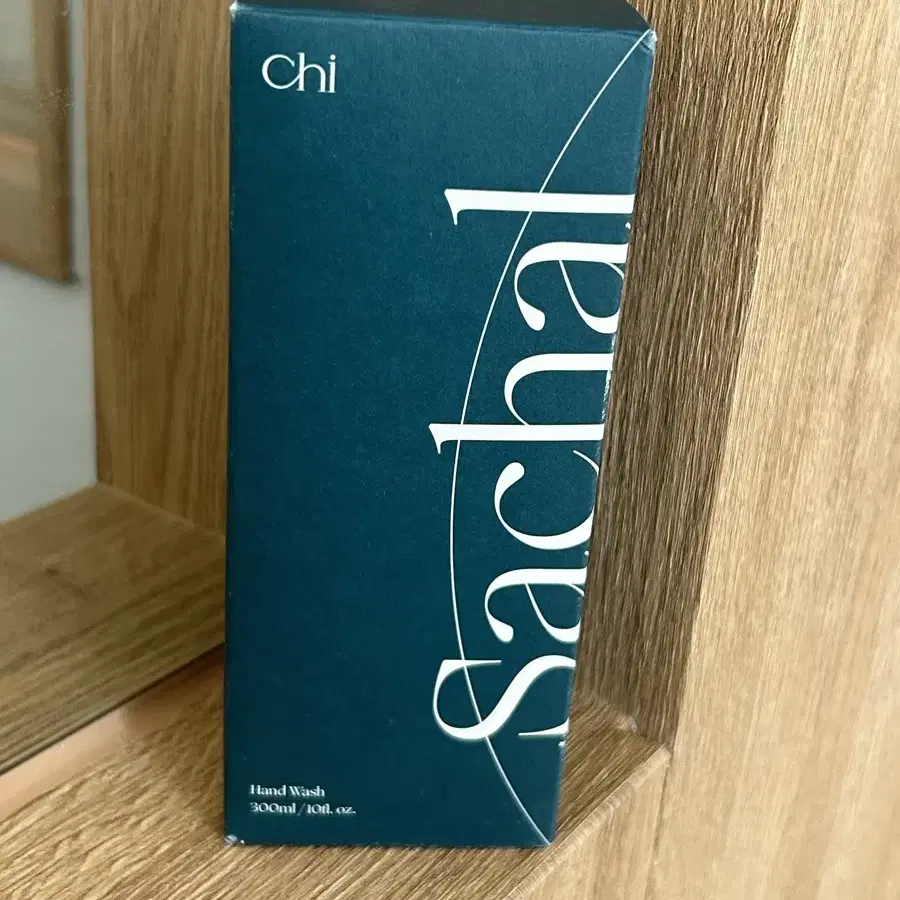 Chi
Sachal
Hand Wash
300ml / 10fl. oz.